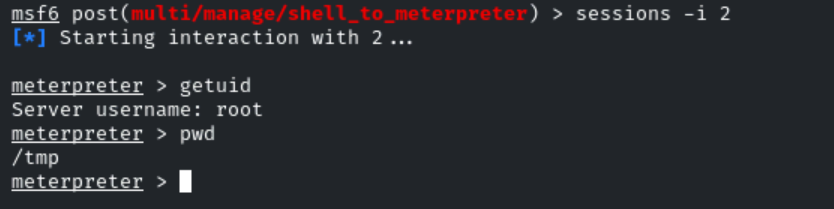 msf6 post(multi/manage/shell_to_meterpreter) > sessions -i 2
[*] Starting interaction with 2...
meterpreter > getuid
Server username: root
meterpreter > pwd
/tmp
meterpreter >